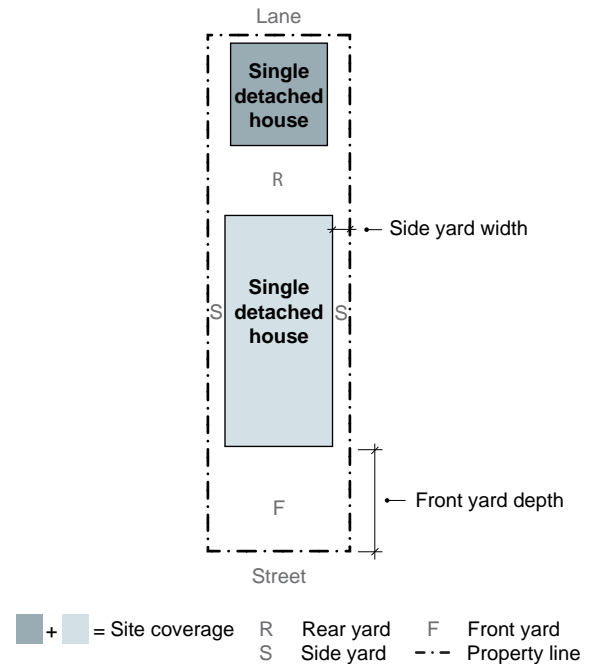 Lane
Single
detached
house
R
Side yard width
Single
S detached S
house
Front yard depth
F
Street
+ = Site coverage R Rear yard F Front yard
S Side yard Property line